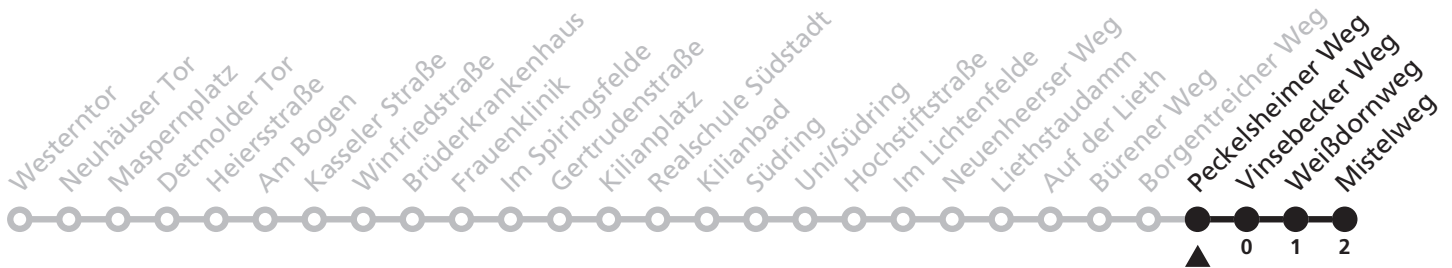 Westerntor
Neuhäuser Tor
Maspernplatz
Detmolder Tor
Heiersstraße
Am Bogen
Kasseler Straße
Winfriedstraße
Brüderkrankenhaus
Frauenklinik
Im Spiringsfelde
Gertrudenstraße
Kilianplatz
Realschule Südstadt
Kilianbad
Südring
Uni/Südring
Hochstiftstraße
Im Lichtenfelde
Neuenheerser Weg
Liethstaudamm
Auf der Lieth
Bürener Weg
Borgentreicher Weg
Peckelsheimer Weg
Vinsebecker Weg
Weißdornweg
Mistelweg
0 1 2